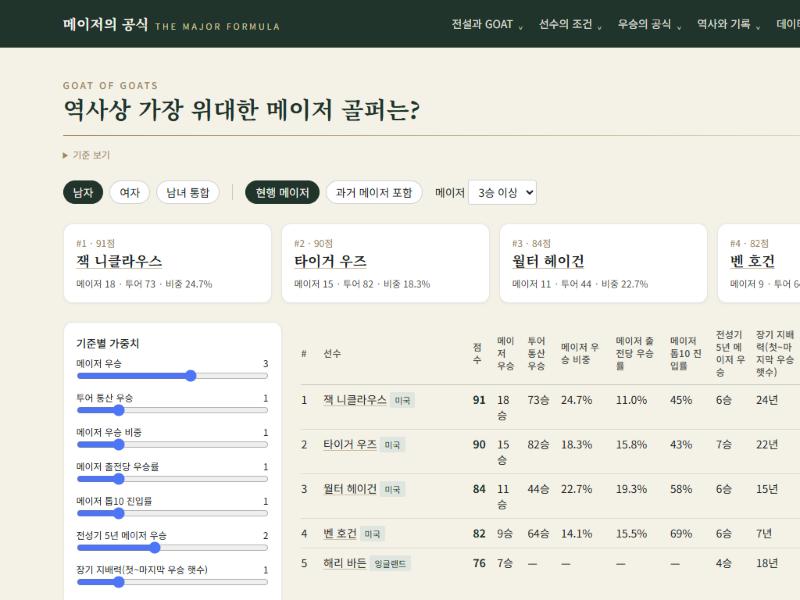 메이저의 공식 THE MAJOR FORMULA
전설과 GOAT 선수의 조건 우승의 공식 역사와 기록
GOAT OF GOATS
역사상 가장 위대한 메이저 골퍼는?
▶ 기준 보기
남자 여자 남녀 통합 현행 메이저 과거 메이저 포함 메이저 3승 이상
#1 · 91점
잭 니클라우스
메이저 18 · 투어 73 · 비중 24.7%
#2 · 90점
타이거 우즈
메이저 15 · 투어 82 · 비중 18.3%
#3 · 84점
월터 헤이건
메이저 11 · 투어 44 · 비중 22.7%
#4 · 82점
벤 호건
메이저 9 · 투어
기준별 가중치
메이저 우승 3
투어 통산 우승 1
메이저 우승 비중 1
메이저 출전당 우승률 1
메이저 톱10 진입률 1
전성기 5년 메이저 우승 2
장기 지배력(첫~마지막 우승 햇수) 1
# 선수 점수 메이저 우승 투어 통산 우승 메이저 우승 비중 메이저 출전당 우승률 메이저 톱10 진입률 전성기 5년 메이저 우승 장기 지배력(첫~마지막 우승 햇수)
1 잭 니클라우스 미국 91 18승 73승 24.7% 11.0% 45% 6승 24년
2 타이거 우즈 미국 90 15승 82승 18.3% 15.8% 43% 7승 22년
3 월터 헤이건 미국 84 11승 44승 22.7% 19.3% 58% 6승 15년
4 벤 호건 미국 82 9승 64승 14.1% 15.5% 69% 6승 7년
5 해리 바든 잉글랜드 76 7승 — — — — 4승 18년